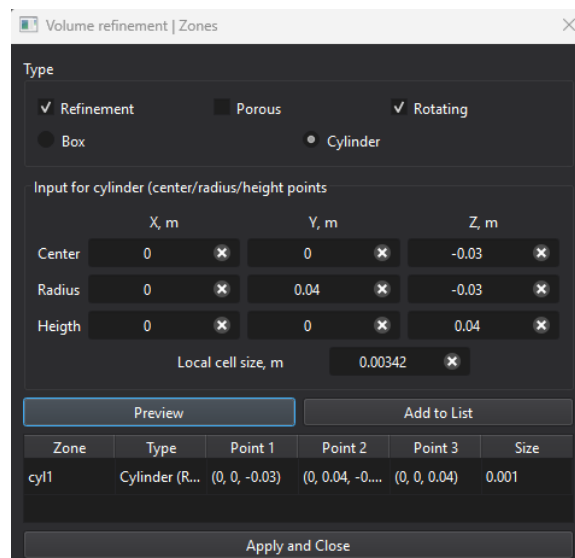 Volume refinement | Zones
Type
Refinement Porous Rotating
Box Cylinder
Input for cylinder (center/radius/height points
X, m Y, m Z, m
Center 0 0 -0.03
Radius 0 0.04 -0.03
Heigth 0 0 0.04
Local cell size, m 0.00342
Preview Add to List
Zone Type Point 1 Point 2 Point 3 Size
cyl1 Cylinder (R... (0, 0, -0.03) (0, 0.04, -0.... (0, 0, 0.04) 0.001
Apply and Close